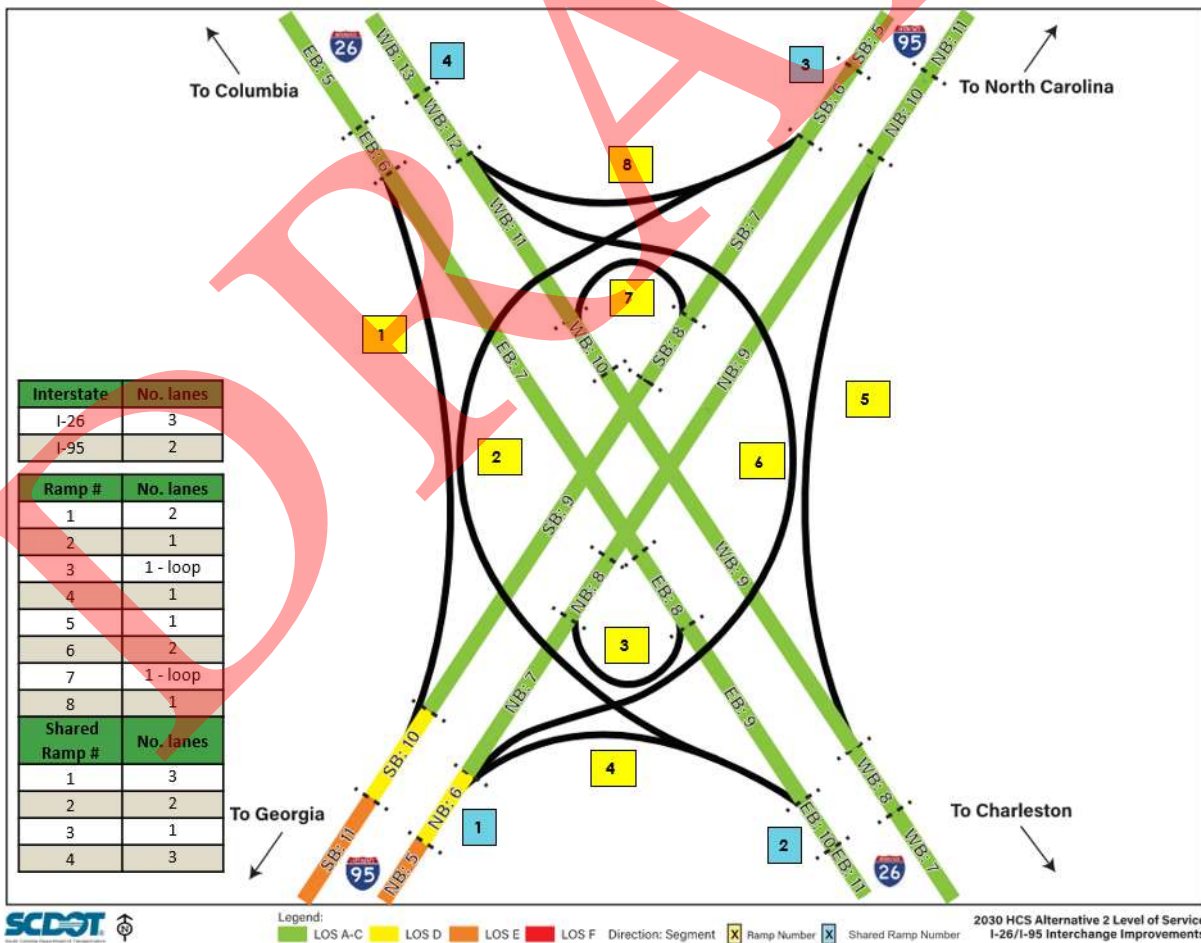 DRA
EB: 5
26
WB: 13
4
3
SB: 5
95
NB: 11
To Columbia
To North Carolina
WB: 12
SB: 6
NB: 10
EB: 6
8
WB: 11
SB: 7
7
1
EB: 7
WB: 10
SB: 8
NB: 9
5
2
6
Interstate No. lanes
I-26 3
I-95 2
Ramp # No. lanes
1 2
2 1
3 1 - loop
4 1
5 1
6 2
7 1 - loop
8 1
Shared
Ramp # No. lanes
1 3
2 2
3 1
4 3
SB: 9
WB: 9
NB: 8
EB: 8
3
NB: 7
EB: 9
SB: 10
4
NB: 6
WB: 8
To Georgia
1
2
EB: 10
To Charleston
SB: 11
95
NB: 5
EB: 11
26
WB: 7
SCDOT
N
Legend:
LOS A-C LOS D LOS E LOS F Direction: Segment X Ramp Number X Shared Ramp Number
2030 HCS Alternative 2 Level of Service
I-26/I-95 Interchange Improvement